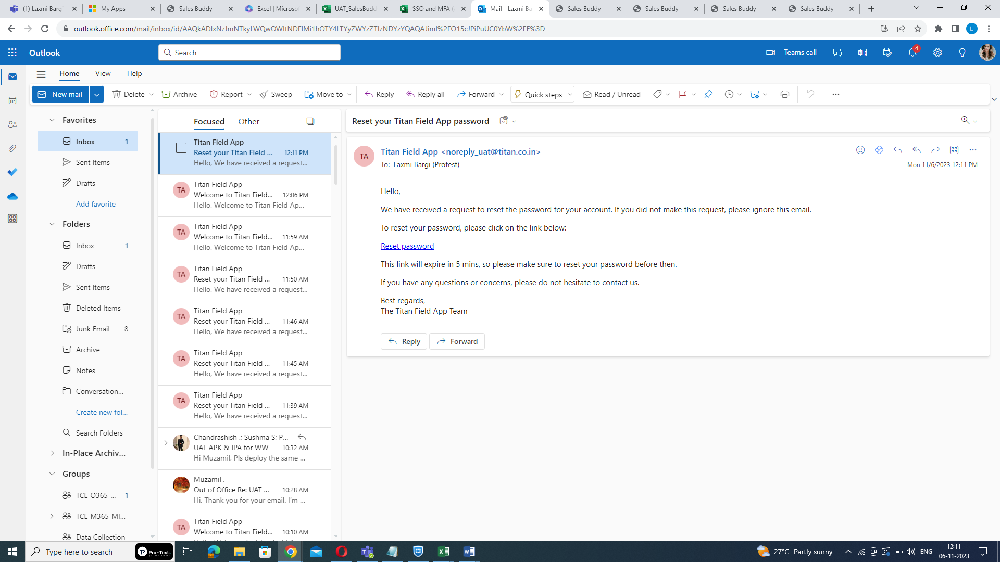 (1) Laxmi Bargi
My Apps
Sales Buddy
Excel | Microsof
UAT_SalesBudd
SSO and MFA (
Mail - Laxmi Ba
Sales Buddy
Sales Buddy
Sales Buddy
Sales Buddy
Outlook
Search
Teams call
4
L
Home
View
Help
New mail
Delete
Archive
Report
Sweep
Move to
Reply
Reply all
Forward
Quick steps
Read / Unread
Favorites
Inbox 1
Sent Items
Drafts
Add favorite
Folders
Inbox 1
Drafts
Sent Items
Deleted Items
Junk Email 8
Archive
Notes
Conversation...
Create new fol...
Search Folders
In-Place Archiv...
Groups
TCL-O365-... 1
TCL-M365-MI...
Data Collection
Focused
Other
Titan Field App
Reset your Titan Field ... 12:11 PM
Hello, We have received a request...
TA
Titan Field App
Welcome to Titan Field... 12:06 PM
Hello, Welcome to Titan Field Ap...
TA
Titan Field App
Welcome to Titan Field... 11:59 AM
Hello, Welcome to Titan Field Ap...
TA
Titan Field App
Reset your Titan Field ... 11:50 AM
Hello, We have received a request...
TA
Titan Field App
Reset your Titan Field ... 11:46 AM
Hello, We have received a request...
TA
Titan Field App
Reset your Titan Field ... 11:45 AM
Hello, We have received a request...
TA
Titan Field App
Reset your Titan Field ... 11:39 AM
Hello, We have received a request...
Chandrashish .; Sushma S; P...
UAT APK & IPA for WW 10:32 AM
Hi Muzamil, Pls deploy the same ...
Muzamil .
Out of Office Re: UAT ... 10:28 AM
Hi, Thank you for your email. I'm ...
TA
Titan Field App
Welcome to Titan Field... 10:10 AM
Reset your Titan Field App password
TA
Titan Field App <noreply_uat@titan.co.in>
To: Laxmi Bargi (Protest)
Mon 11/6/2023 12:11 PM
Hello,
We have received a request to reset the password for your account. If you did not make this request, please ignore this email.
To reset your password, please click on the link below:
Reset password
This link will expire in 5 mins, so please make sure to reset your password before then.
If you have any questions or concerns, please do not hesitate to contact us.
Best regards,
The Titan Field App Team
Reply
Forward
Type here to search
Pro-Test.
27°C Partly sunny
ENG
12:11
06-11-2023